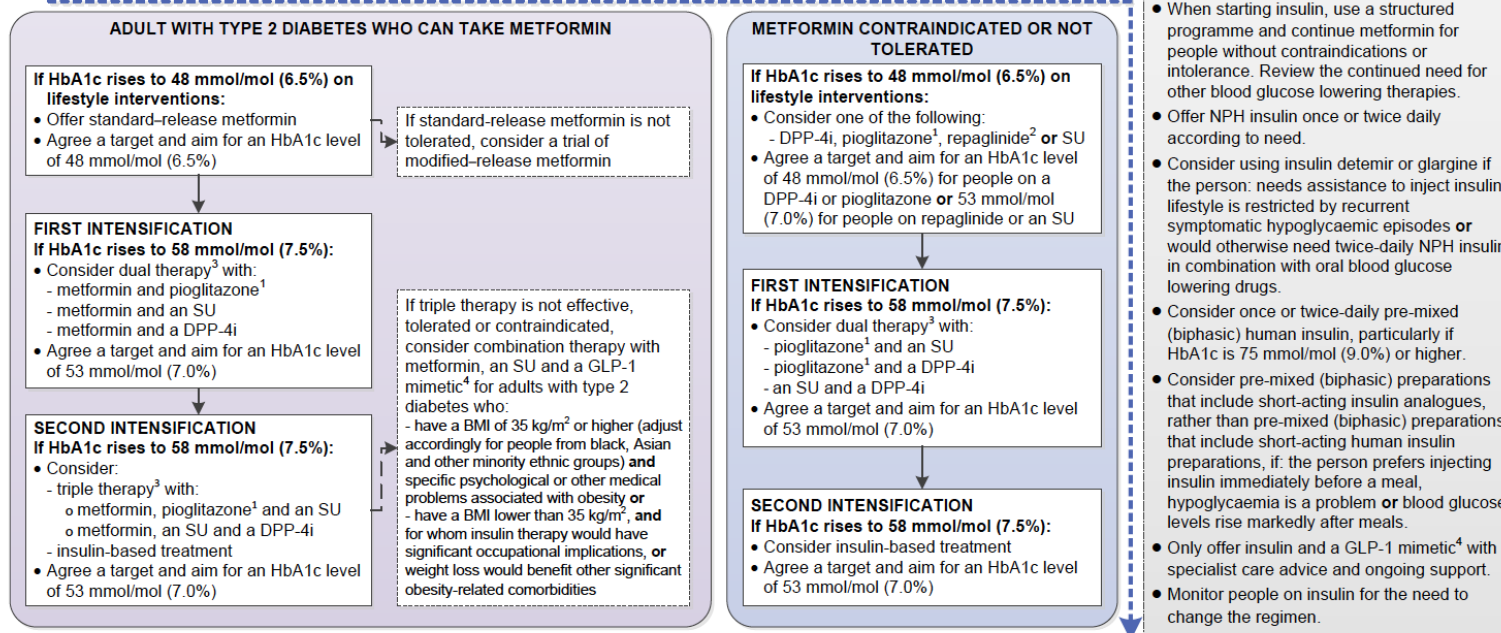 ADULT WITH TYPE 2 DIABETES WHO CAN TAKE METFORMIN
If HbA1c rises to 48 mmol/mol (6.5%) on
lifestyle interventions:
• Offer standard–release metformin
• Agree a target and aim for an HbA1c level
of 48 mmol/mol (6.5%)
If standard-release metformin is not
tolerated, consider a trial of
modified–release metformin
FIRST INTENSIFICATION
If HbA1c rises to 58 mmol/mol (7.5%):
• Consider dual therapy³ with:
- metformin and pioglitazone¹
- metformin and an SU
- metformin and a DPP-4i
• Agree a target and aim for an HbA1c level
of 53 mmol/mol (7.0%)
SECOND INTENSIFICATION
If HbA1c rises to 58 mmol/mol (7.5%):
• Consider:
- triple therapy³ with:
o metformin, pioglitazone¹ and an SU
o metformin, an SU and a DPP-4i
- insulin-based treatment
• Agree a target and aim for an HbA1c level
of 53 mmol/mol (7.0%)
If triple therapy is not effective,
tolerated or contraindicated,
consider combination therapy with
metformin, an SU and a GLP-1
mimetic⁴ for adults with type 2
diabetes who:
- have a BMI of 35 kg/m² or higher (adjust
accordingly for people from black, Asian
and other minority ethnic groups) and
specific psychological or other medical
problems associated with obesity or
- have a BMI lower than 35 kg/m², and
for whom insulin therapy would have
significant occupational implications, or
weight loss would benefit other significant
obesity-related comorbidities
METFORMIN CONTRAINDICATED OR NOT
TOLERATED
If HbA1c rises to 48 mmol/mol (6.5%) on
lifestyle interventions:
• Consider one of the following:
- DPP-4i, pioglitazone¹, repaglinide² or SU
• Agree a target and aim for an HbA1c level
of 48 mmol/mol (6.5%) for people on a
DPP-4i or pioglitazone or 53 mmol/mol
(7.0%) for people on repaglinide or an SU
FIRST INTENSIFICATION
If HbA1c rises to 58 mmol/mol (7.5%):
• Consider dual therapy³ with:
- pioglitazone¹ and an SU
- pioglitazone¹ and a DPP-4i
- an SU and a DPP-4i
• Agree a target and aim for an HbA1c level
of 53 mmol/mol (7.0%)
SECOND INTENSIFICATION
If HbA1c rises to 58 mmol/mol (7.5%):
• Consider insulin-based treatment
• Agree a target and aim for an HbA1c level
of 53 mmol/mol (7.0%)
• When starting insulin, use a structured
programme and continue metformin for
people without contraindications or
intolerance. Review the continued need for
other blood glucose lowering therapies.
• Offer NPH insulin once or twice daily
according to need.
• Consider using insulin detemir or glargine if
the person: needs assistance to inject insulin
lifestyle is restricted by recurrent
symptomatic hypoglycaemic episodes or
would otherwise need twice-daily NPH insulin
in combination with oral blood glucose
lowering drugs.
• Consider once or twice-daily pre-mixed
(biphasic) human insulin, particularly if
HbA1c is 75 mmol/mol (9.0%) or higher.
• Consider pre-mixed (biphasic) preparations
that include short-acting insulin analogues,
rather than pre-mixed (biphasic) preparations
that include short-acting human insulin
preparations, if: the person prefers injecting
insulin immediately before a meal,
hypoglycaemia is a problem or blood glucose
levels rise markedly after meals.
• Only offer insulin and a GLP-1 mimetic⁴ with
specialist care advice and ongoing support.
• Monitor people on insulin for the need to
change the regimen.